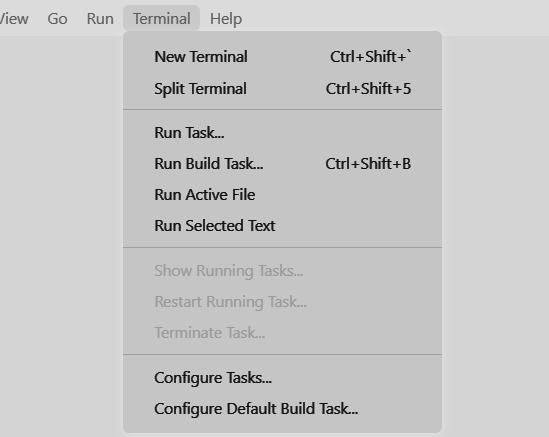 View Go Run Terminal Help
New Terminal Ctrl+Shift+`
Split Terminal Ctrl+Shift+5
Run Task...
Run Build Task... Ctrl+Shift+B
Run Active File
Run Selected Text
Show Running Tasks...
Restart Running Task...
Terminate Task...
Configure Tasks...
Configure Default Build Task...